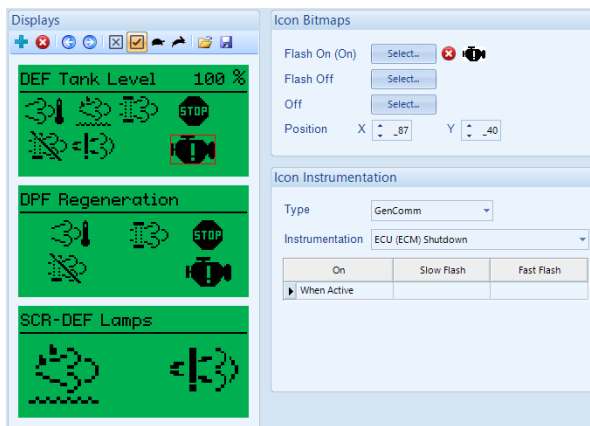 Displays
DEF Tank Level 100 %
STOP
DPF Regeneration
STOP
SCR-DEF Lamps
Icon Bitmaps
Flash On (On) Select...
Flash Off Select...
Off Select...
Position X _87 Y _40
Icon Instrumentation
Type GenComm
Instrumentation ECU (ECM) Shutdown
On Slow Flash Fast Flash
When Active